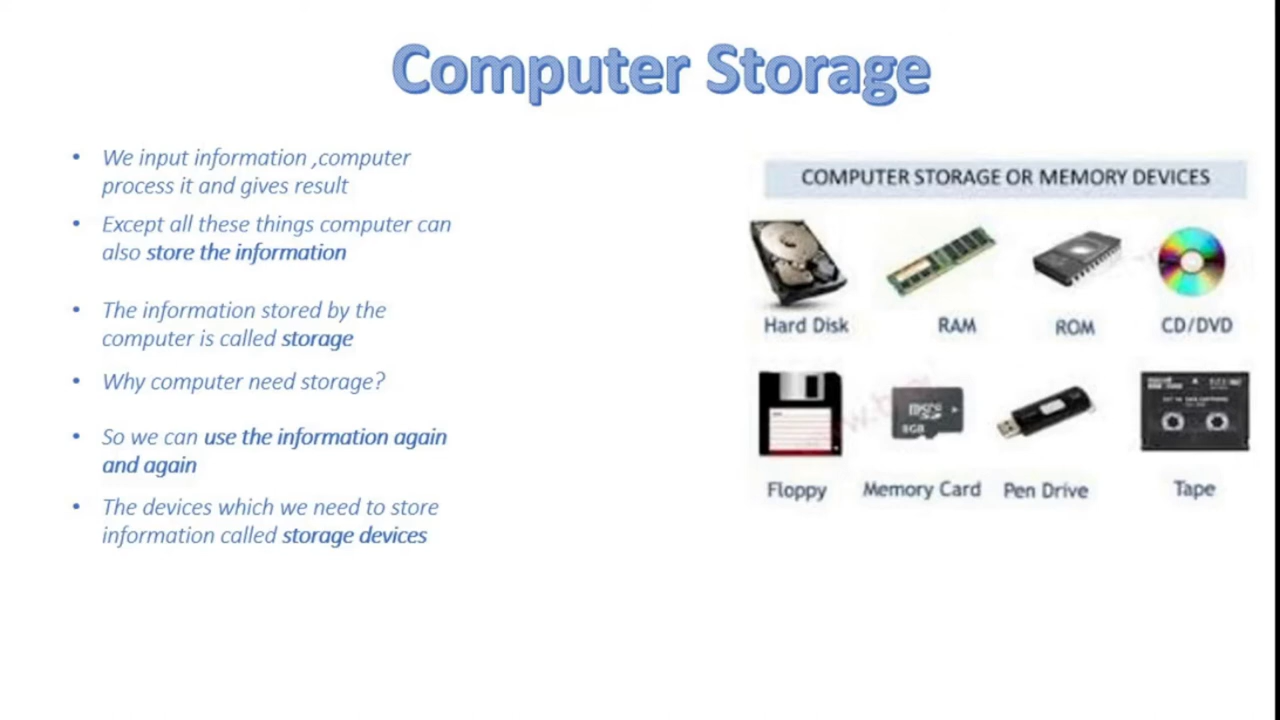 Computer Storage
• We input information ,computer
process it and gives result
• Except all these things computer can
also store the information
• The information stored by the
computer is called storage
• Why computer need storage?
• So we can use the information again
and again
• The devices which we need to store
information called storage devices
COMPUTER STORAGE OR MEMORY DEVICES
Hard Disk RAM ROM CD/DVD
micro
8GB
Floppy Memory Card Pen Drive Tape